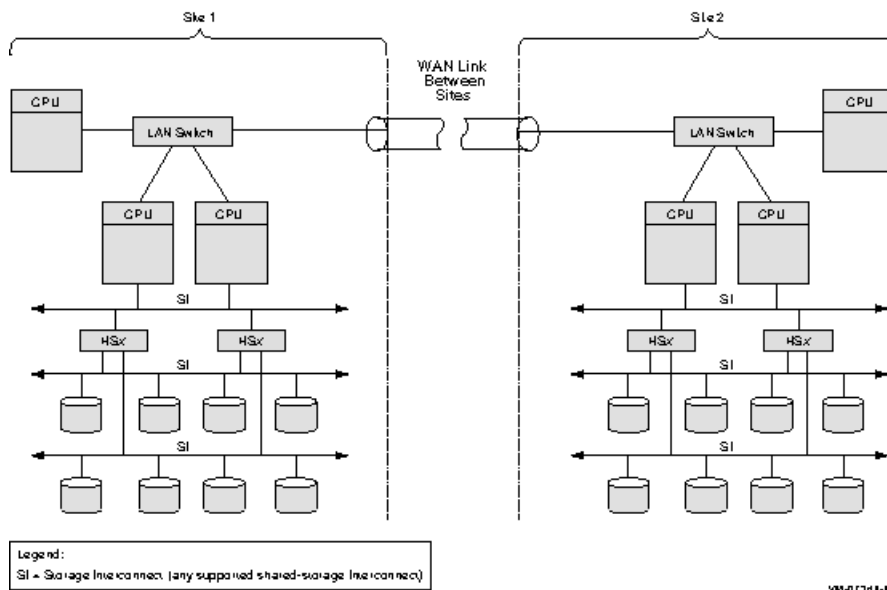 Site 1
Site 2
WAN Link
Between
Sites
CPU
LAN Switch
LAN Switch
CPU
CPU
CPU
CPU
CPU
SI
SI
HSx
HSx
HSx
HSx
SI
SI
SI
SI
Legend:
SI = Storage Interconnect (any supported shared-storage Interconnect)